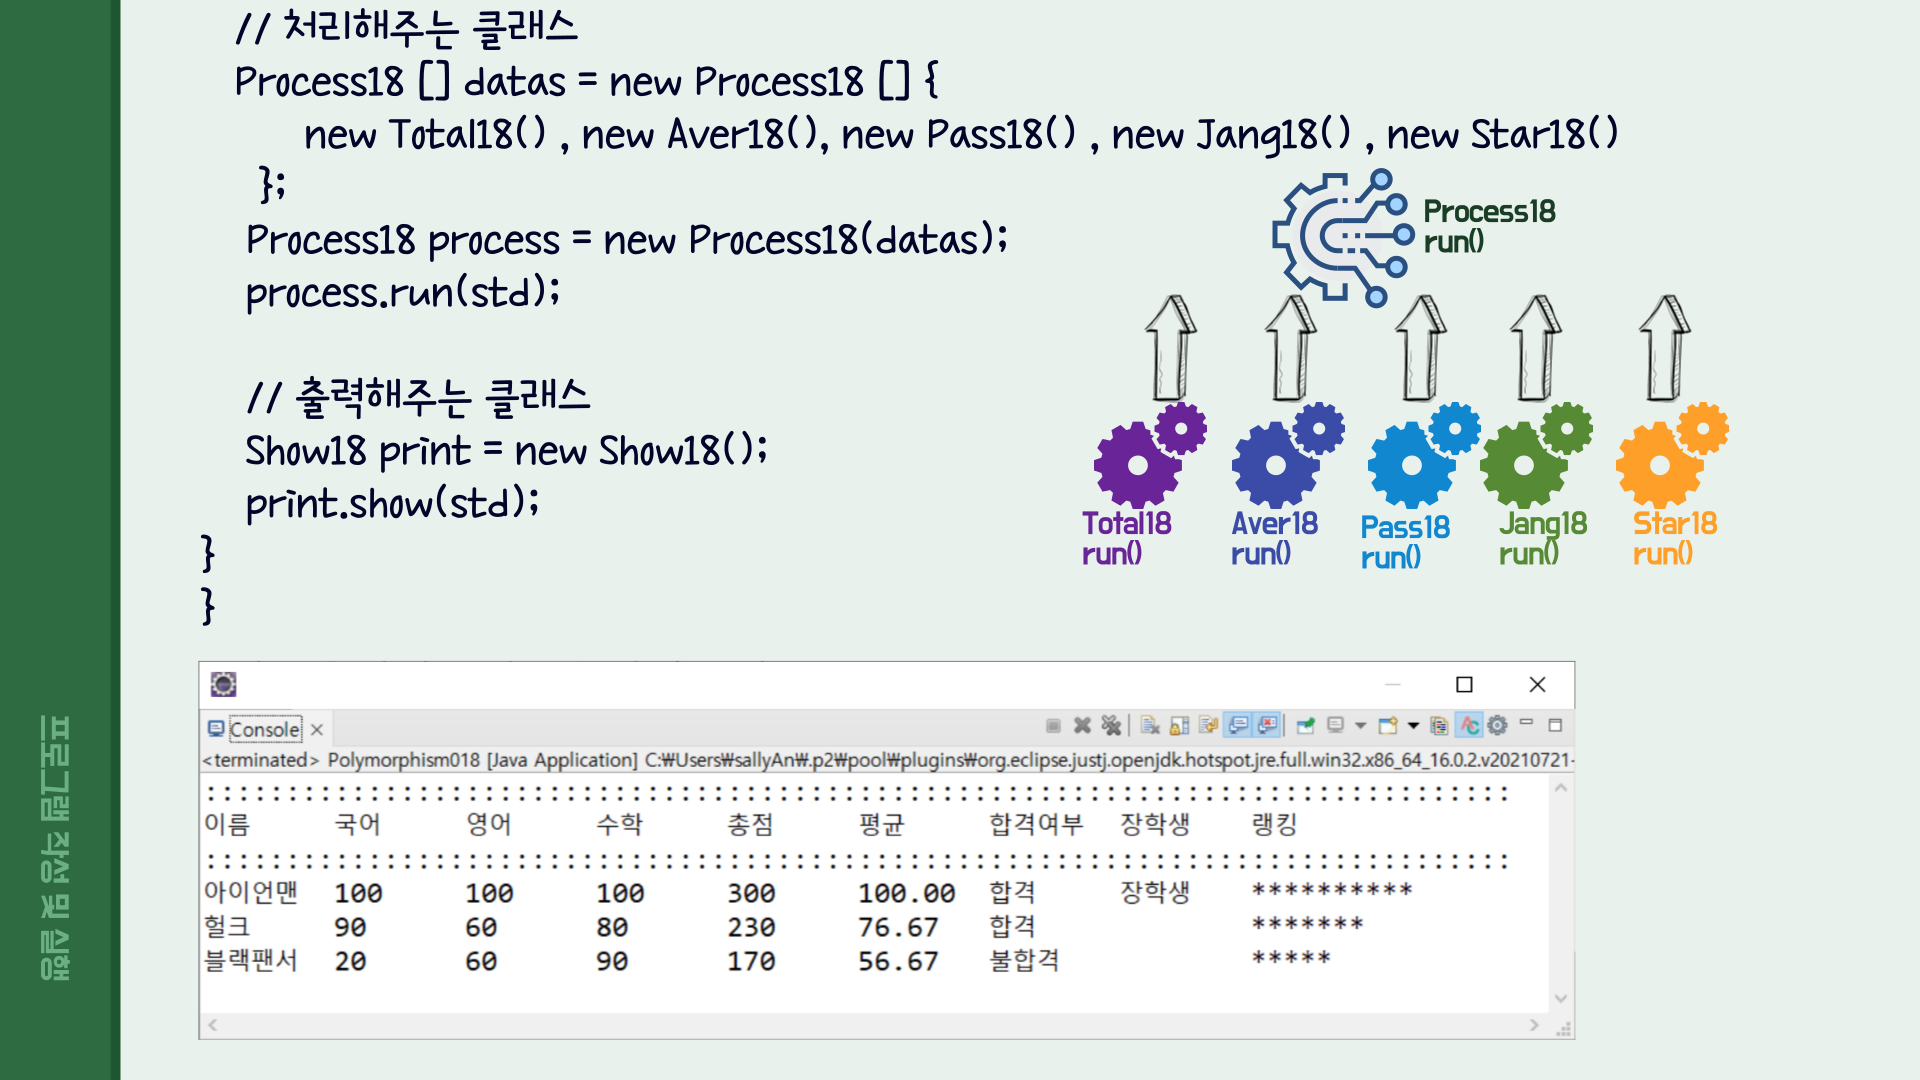 // 처리해주는 클래스
Process18 [] datas = new Process18 [] {
new Total18() , new Aver18(), new Pass18() , new Jang18() , new Star18()
};
Process18 process = new Process18(datas);
process.run(std);
// 출력해주는 클래스
Show18 print = new Show18();
print.show(std);
}
}
Process18
run()
Total18
run()
Aver18
run()
Pass18
run()
Jang18
run()
Star18
run()
프로그램 작성 및 실행
Console
<terminated> Polymorphism018 [Java Application] C:₩Users₩sallyAn₩.p2₩pool₩plugins₩org.eclipse.justj.openjdk.hotspot.jre.full.win32.x86_64_16.0.2.v20210721-
::::::::::::::::::::::::::::::::::::::::::::::::::::::::::::::::::::::::::::::::
이름 국어 영어 수학 총점 평균 합격여부 장학생 랭킹
::::::::::::::::::::::::::::::::::::::::::::::::::::::::::::::::::::::::::::::::
아이언맨 100 100 100 300 100.00 합격 장학생 **********
헐크 90 60 80 230 76.67 합격 *******
블랙팬서 20 60 90 170 56.67 불합격 *****